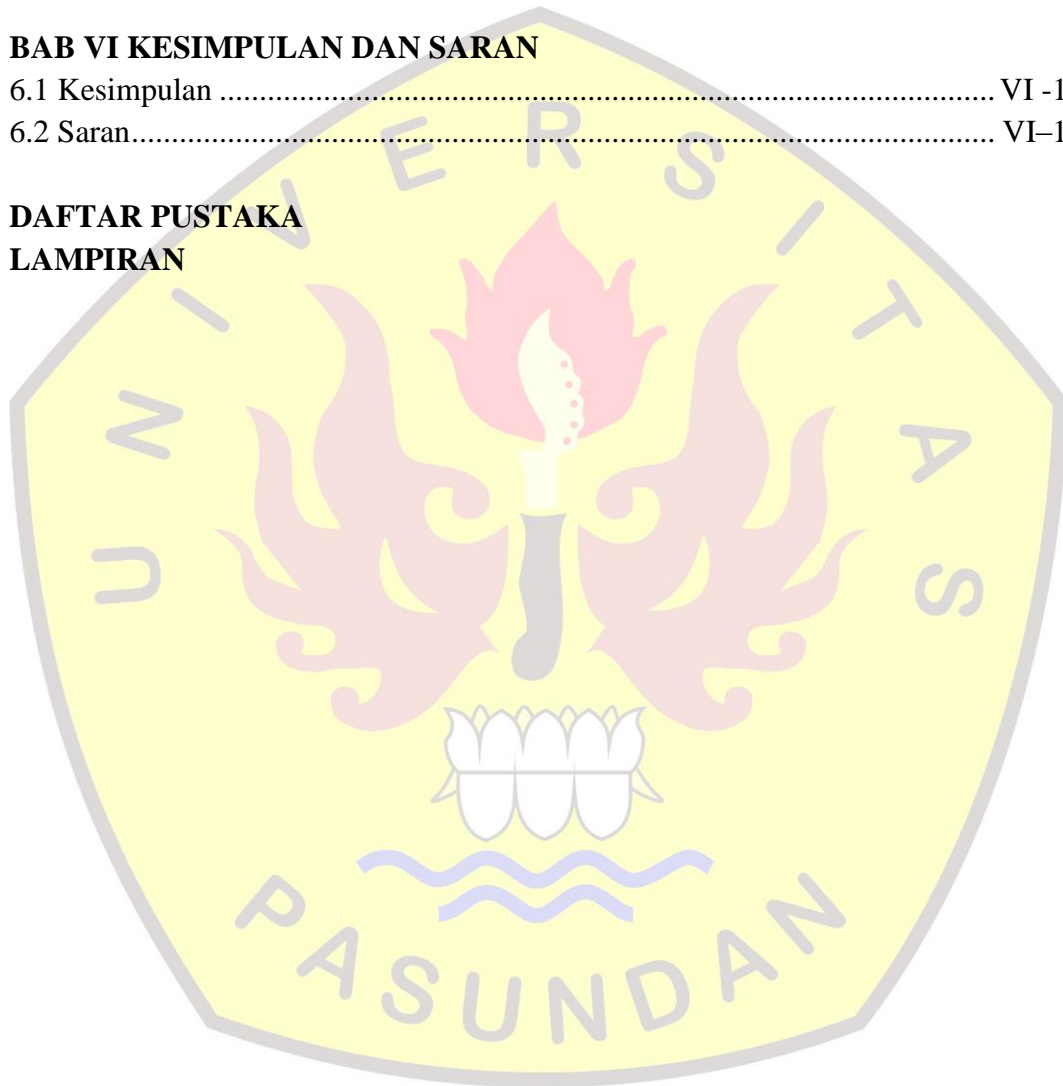 BAB VI KESIMPULAN DAN SARAN
6.1 Kesimpulan ................................................................................................. VI -1
6.2 Saran............................................................................................................ VI–1
DAFTAR PUSTAKA
LAMPIRAN
UNIVERSITAS
PASUNDAN